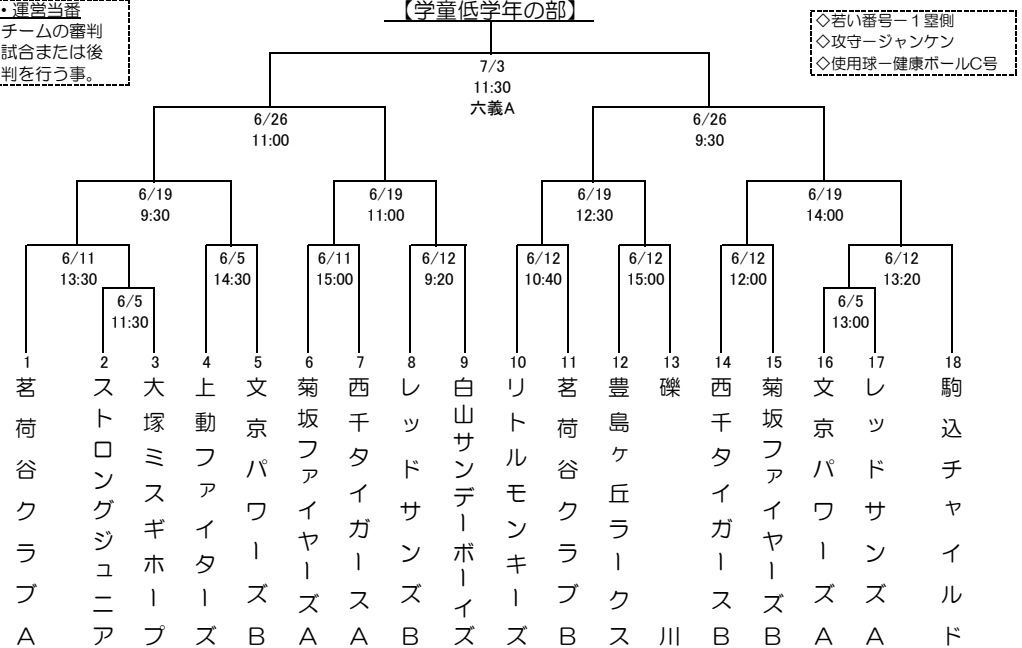 ・運営当番
チームの審判
試合または後
判を行う事。
【学童低学年の部】
◇若い番号－１塁側
◇攻守－ジャンケン
◇使用球－健康ボールC号
7/3
11:30
六義A
6/26
11:00
6/26
9:30
6/19
9:30
6/19
11:00
6/19
12:30
6/19
14:00
6/11
13:30
6/5
14:30
6/11
15:00
6/12
9:20
6/12
10:40
6/12
15:00
6/12
12:00
6/12
13:20
6/5
11:30
6/5
13:00
1
茗荷谷クラブA
2
ストロングジュニア
3
大塚ミスギホープ
4
上動ファイターズ
5
文京パワーズB
6
菊坂ファイヤーズA
7
西千タイガースA
8
レッドサンズB
9
白山サンデーボーイズ
10
リトルモンキーズ
11
茗荷谷クラブB
12
豊島ヶ丘ラークス
13
礫川
14
西千タイガースB
15
菊坂ファイヤーズB
16
文京パワーズA
17
レッドサンズA
18
駒込チャイルド